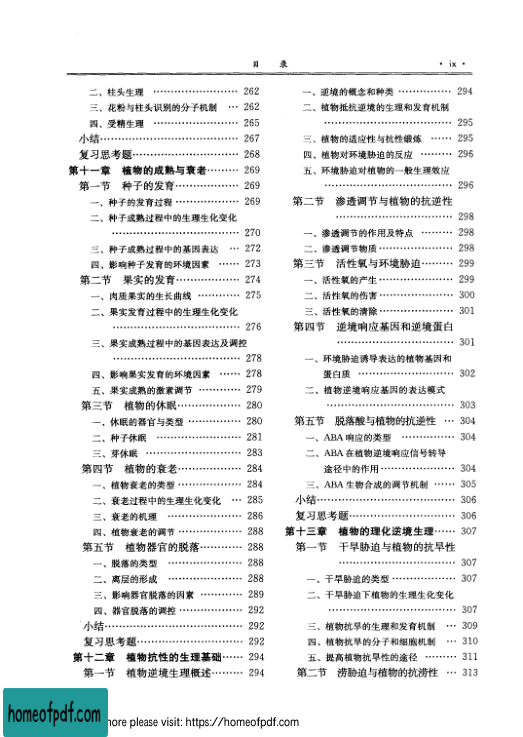 目 录 · ix ·
二、柱头生理 …………………… 262
三、花粉与柱头识别的分子机制 … 262
四、受精生理 …………………… 265
小结………………………………… 267
复习思考题………………………… 268
第十一章 植物的成熟与衰老……… 269
第一节 种子的发育……………… 269
一、种子的发育过程 …………… 269
二、种子成熟过程中的生理生化变化
……………………………… 270
三、种子成熟过程中的基因表达 … 272
四、影响种子发育的环境因素 …… 273
第二节 果实的发育……………… 274
一、肉质果实的生长曲线 ………… 275
二、果实发育过程中的生理生化变化
……………………………… 276
三、果实成熟过程中的基因表达及调控
……………………………… 278
四、影响果实发育的环境因素 …… 278
五、果实成熟的激素调节 ………… 279
第三节 植物的休眠……………… 280
一、休眠的器官与类型 …………… 280
二、种子休眠 …………………… 281
三、芽休眠 ……………………… 283
第四节 植物的衰老……………… 284
一、植物衰老的类型 ……………… 284
二、衰老过程中的生理生化变化 … 285
三、衰老的机理 ………………… 286
四、植物衰老的调节 ……………… 288
第五节 植物器官的脱落………… 288
一、脱落的类型 ………………… 288
二、离层的形成 ………………… 288
三、影响器官脱落的因素 ………… 289
四、器官脱落的调控 ……………… 292
小结………………………………… 292
复习思考题………………………… 292
第十二章 植物抗性的生理基础…… 294
第一节 植物逆境生理概述……… 294
一、逆境的概念和种类 …………… 294
二、植物抵抗逆境的生理和发育机制
……………………………… 295
三、植物的适应性与抗性锻炼 …… 295
四、植物对环境胁迫的反应 ……… 296
五、环境胁迫对植物的一般生理效应
……………………………… 296
第二节 渗透调节与植物的抗逆性
……………………………… 298
一、渗透调节的作用及特点 ……… 298
二、渗透调节物质 ……………… 298
第三节 活性氧与环境胁迫……… 299
一、活性氧的产生 ……………… 299
二、活性氧的伤害 ……………… 300
三、活性氧的清除 ……………… 301
第四节 逆境响应基因和逆境蛋白
……………………………… 301
一、环境胁迫诱导表达的植物基因和
蛋白质 ……………………… 302
二、植物逆境响应基因的表达模式
……………………………… 303
第五节 脱落酸与植物的抗逆性 … 304
一、ABA 响应的类型 …………… 304
二、ABA 在植物逆境响应信号转导
途径中的作用 ………………… 304
三、ABA 生物合成的调节机制 …… 305
小结………………………………… 306
复习思考题………………………… 306
第十三章 植物的理化逆境生理…… 307
第一节 干旱胁迫与植物的抗旱性
……………………………… 307
一、干旱胁迫的类型 ……………… 307
二、干旱胁迫下植物的生理生化变化
……………………………… 307
三、植物抗旱的生理和发育机制 … 309
四、植物抗旱的分子和细胞机制 … 310
五、提高植物抗旱性的途径 ……… 311
第二节 涝胁迫与植物的抗涝性 … 313
homeofpdf.com
ore please visit: https://homeofpdf.com